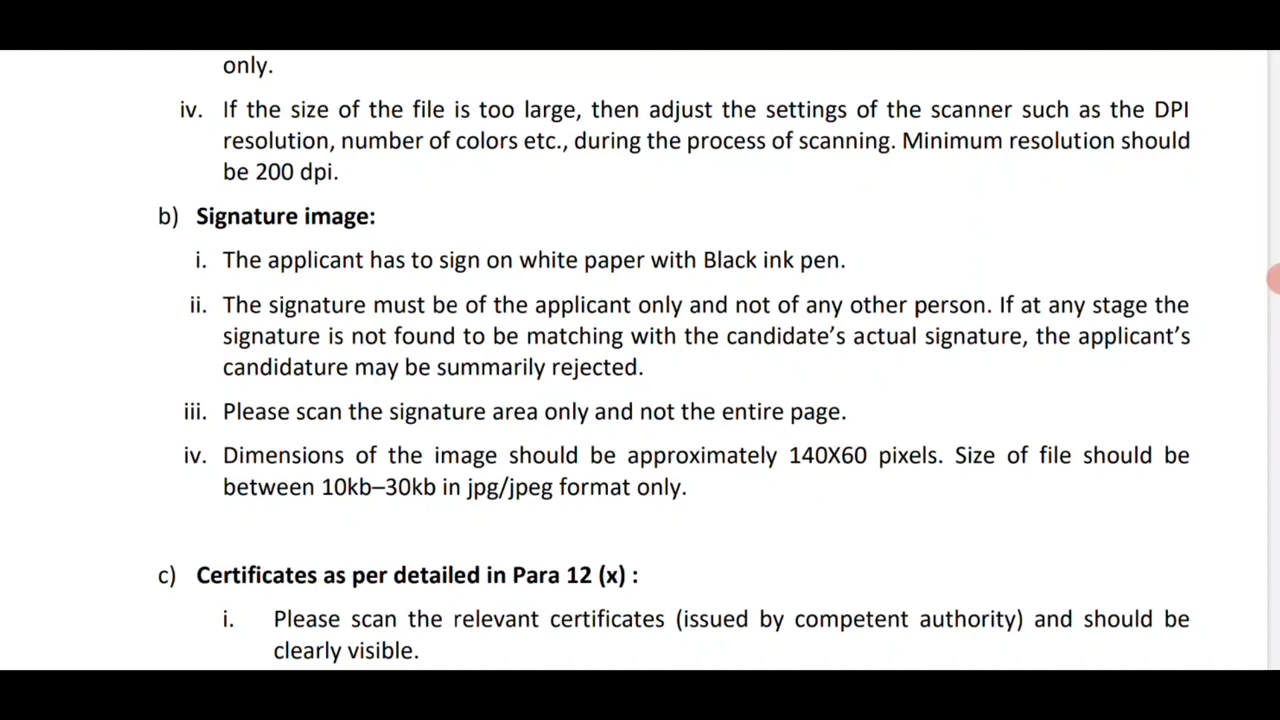 only.
iv. If the size of the file is too large, then adjust the settings of the scanner such as the DPI
resolution, number of colors etc., during the process of scanning. Minimum resolution should
be 200 dpi.
b) Signature image:
i. The applicant has to sign on white paper with Black ink pen.
ii. The signature must be of the applicant only and not of any other person. If at any stage the
signature is not found to be matching with the candidate’s actual signature, the applicant’s
candidature may be summarily rejected.
iii. Please scan the signature area only and not the entire page.
iv. Dimensions of the image should be approximately 140X60 pixels. Size of file should be
between 10kb–30kb in jpg/jpeg format only.
c) Certificates as per detailed in Para 12 (x) :
i. Please scan the relevant certificates (issued by competent authority) and should be
clearly visible.